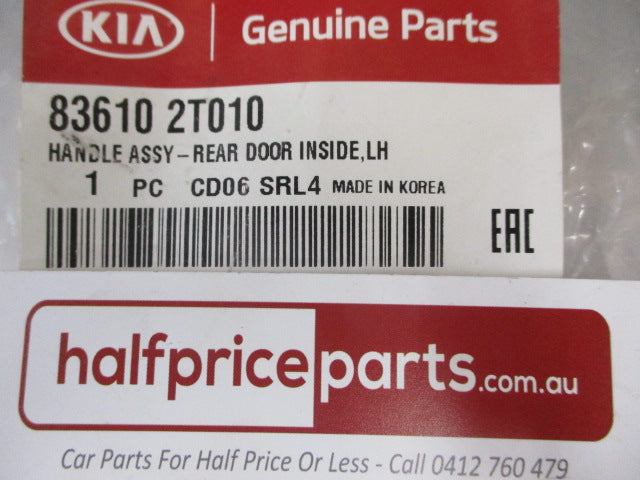 KIA Genuine Parts
83610 2T010
HANDLE ASSY-REAR DOOR INSIDE,LH
1 PC CD06 SRL4 MADE IN KOREA
EAC
halfpriceparts.com.au
Car Parts For Half Price Or Less - Call 0412 760 479